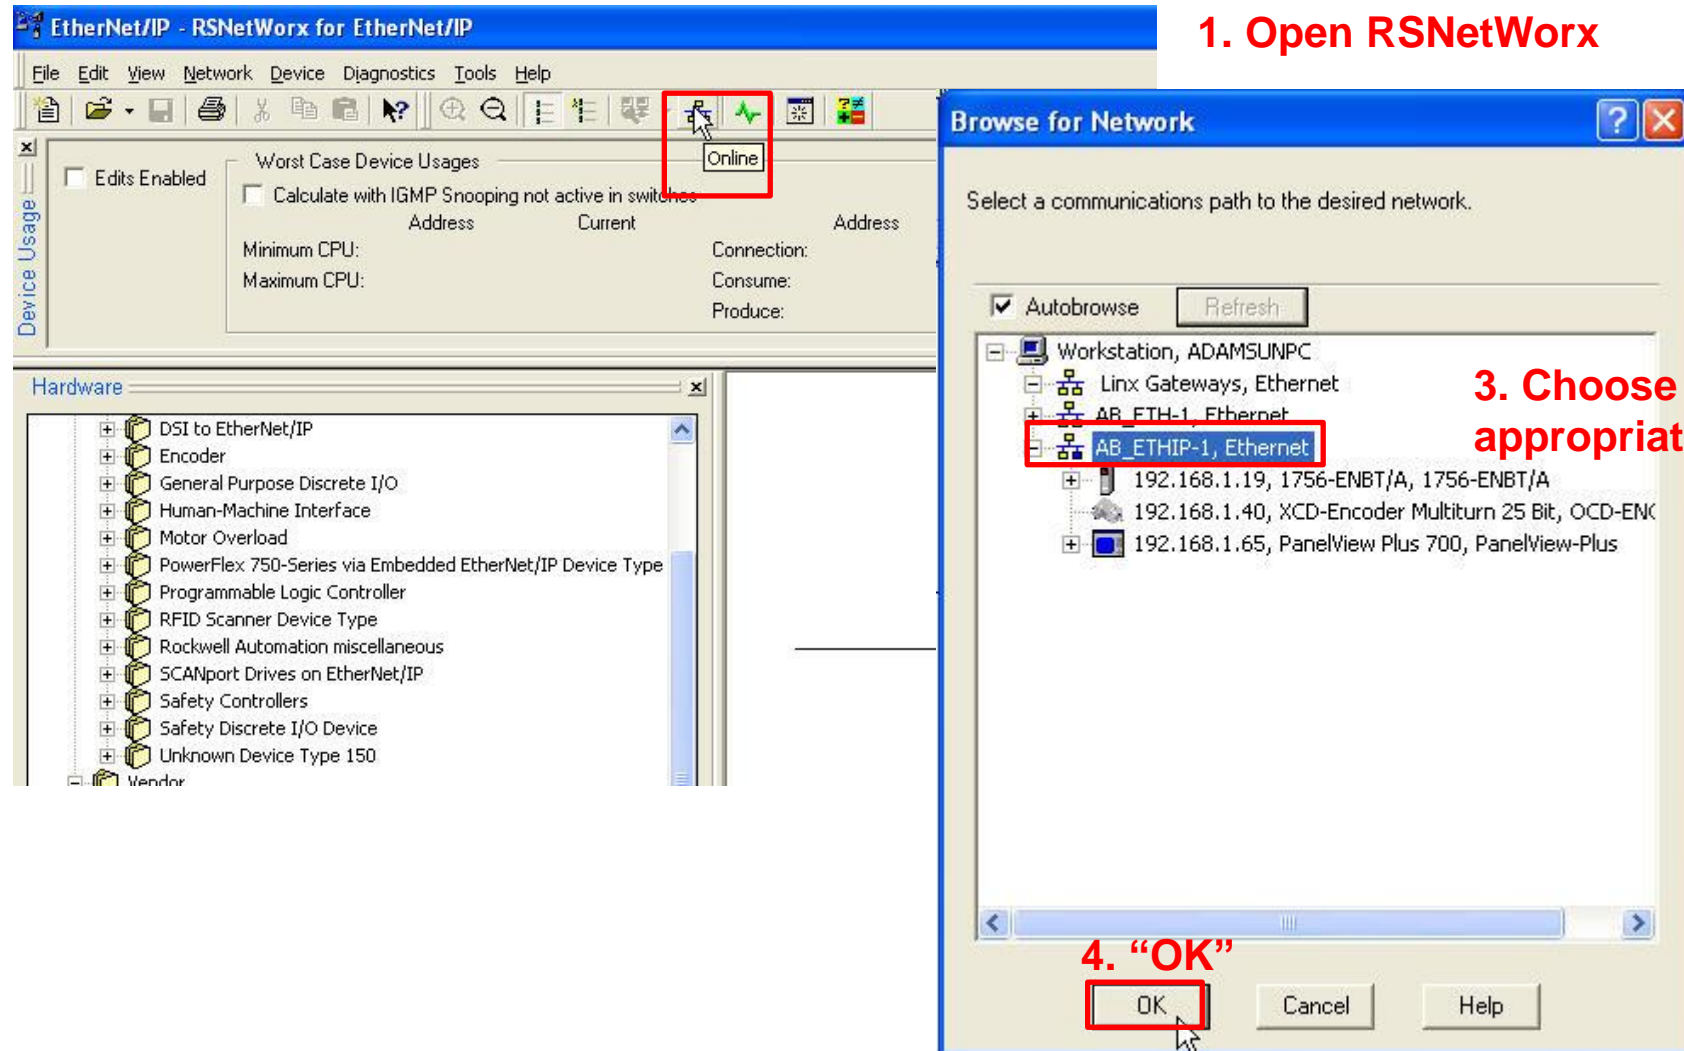 EtherNet/IP - RSNetWorx for EtherNet/IP
1. Open RSNetWorx
File Edit View Network Device Diagnostics Tools Help
Online
Device Usage
Edits Enabled
Worst Case Device Usages
Calculate with IGMP Snooping not active in switches
Address Current Address
Minimum CPU: Connection:
Maximum CPU: Consume:
Produce:
Hardware
DSI to EtherNet/IP
Encoder
General Purpose Discrete I/O
Human-Machine Interface
Motor Overload
PowerFlex 750-Series via Embedded EtherNet/IP Device Type
Programmable Logic Controller
RFID Scanner Device Type
Rockwell Automation miscellaneous
SCANport Drives on EtherNet/IP
Safety Controllers
Safety Discrete I/O Device
Unknown Device Type 150
Vendor
Browse for Network
Select a communications path to the desired network.
Autobrowse Refresh
Workstation, ADAMSUNPC
Linx Gateways, Ethernet
AB_ETH-1, Ethernet
AB_ETHIP-1, Ethernet
192.168.1.19, 1756-ENBT/A, 1756-ENBT/A
192.168.1.40, XCD-Encoder Multiturn 25 Bit, OCD-EN
192.168.1.65, PanelView Plus 700, PanelView-Plus
3. Choose
appropriat
4. “OK”
OK Cancel Help